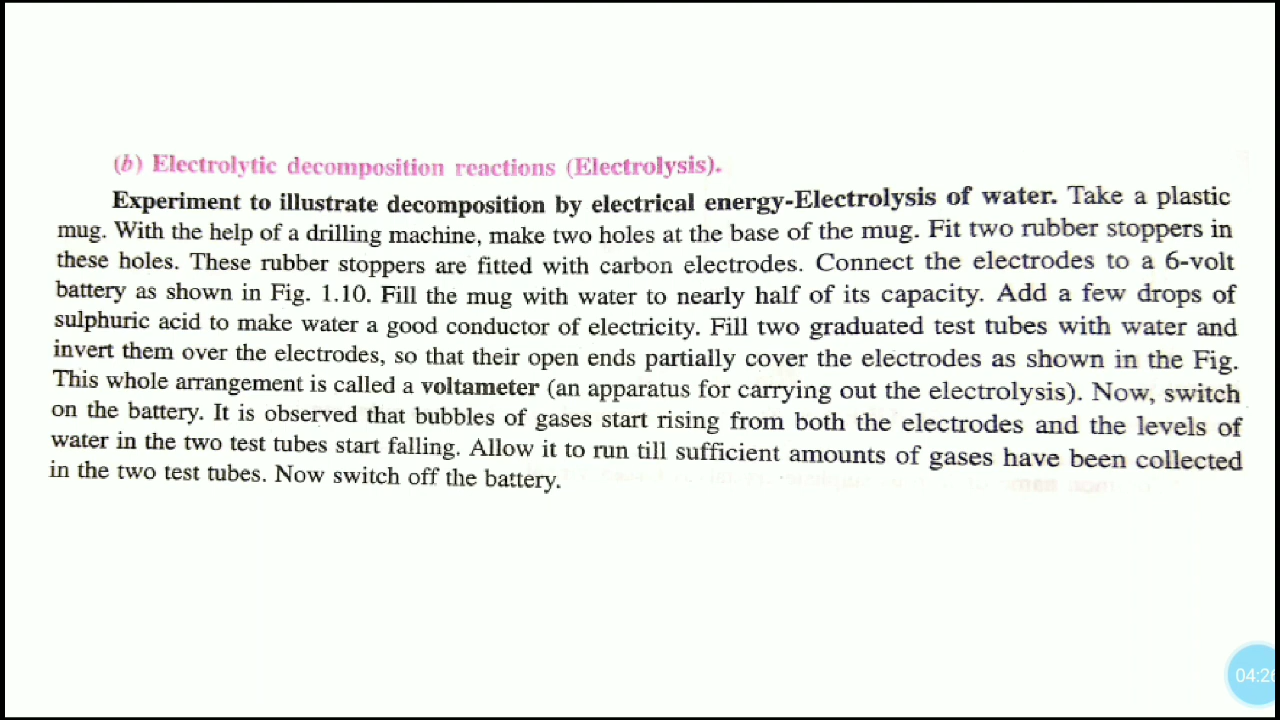 (b) Electrolytic decomposition reactions (Electrolysis).
Experiment to illustrate decomposition by electrical energy-Electrolysis of water. Take a plastic
mug. With the help of a drilling machine, make two holes at the base of the mug. Fit two rubber stoppers in
these holes. These rubber stoppers are fitted with carbon electrodes. Connect the electrodes to a 6-volt
battery as shown in Fig. 1.10. Fill the mug with water to nearly half of its capacity. Add a few drops of
sulphuric acid to make water a good conductor of electricity. Fill two graduated test tubes with water and
invert them over the electrodes, so that their open ends partially cover the electrodes as shown in the Fig.
This whole arrangement is called a voltameter (an apparatus for carrying out the electrolysis). Now, switch
on the battery. It is observed that bubbles of gases start rising from both the electrodes and the levels of
water in the two test tubes start falling. Allow it to run till sufficient amounts of gases have been collected
in the two test tubes. Now switch off the battery.